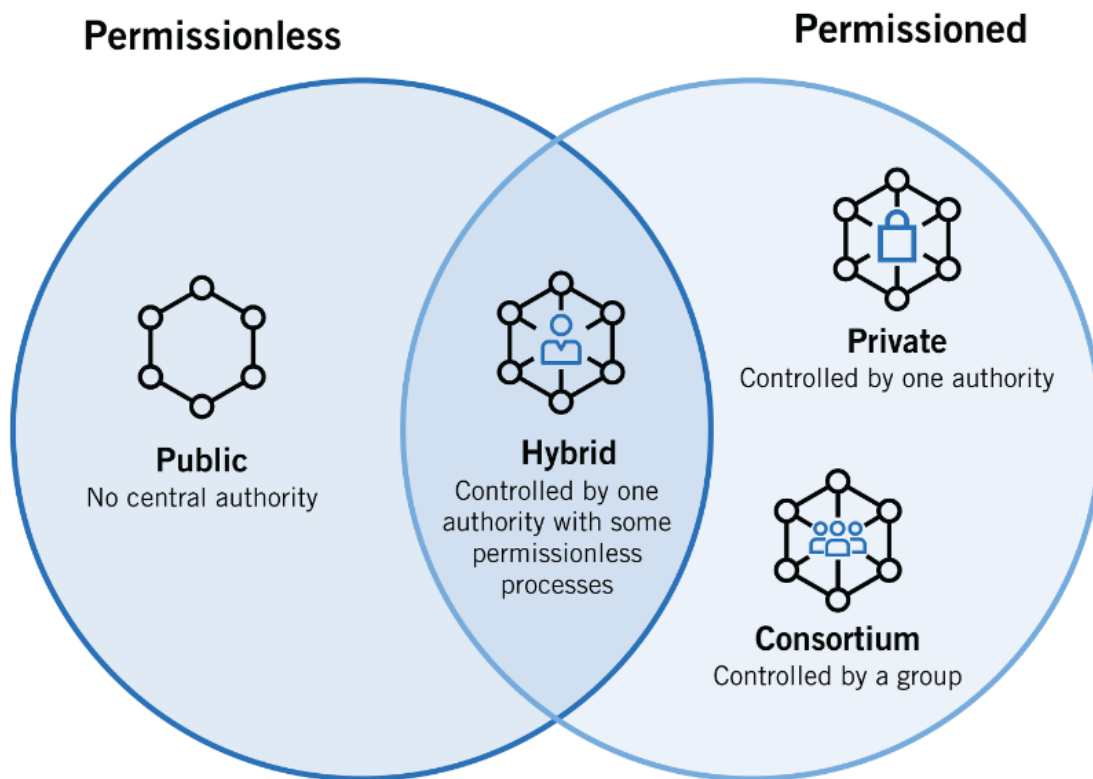 Permissionless
Permissioned
Public
No central authority
Hybrid
Controlled by one
authority with some
permissionless
processes
Private
Controlled by one authority
Consortium
Controlled by a group